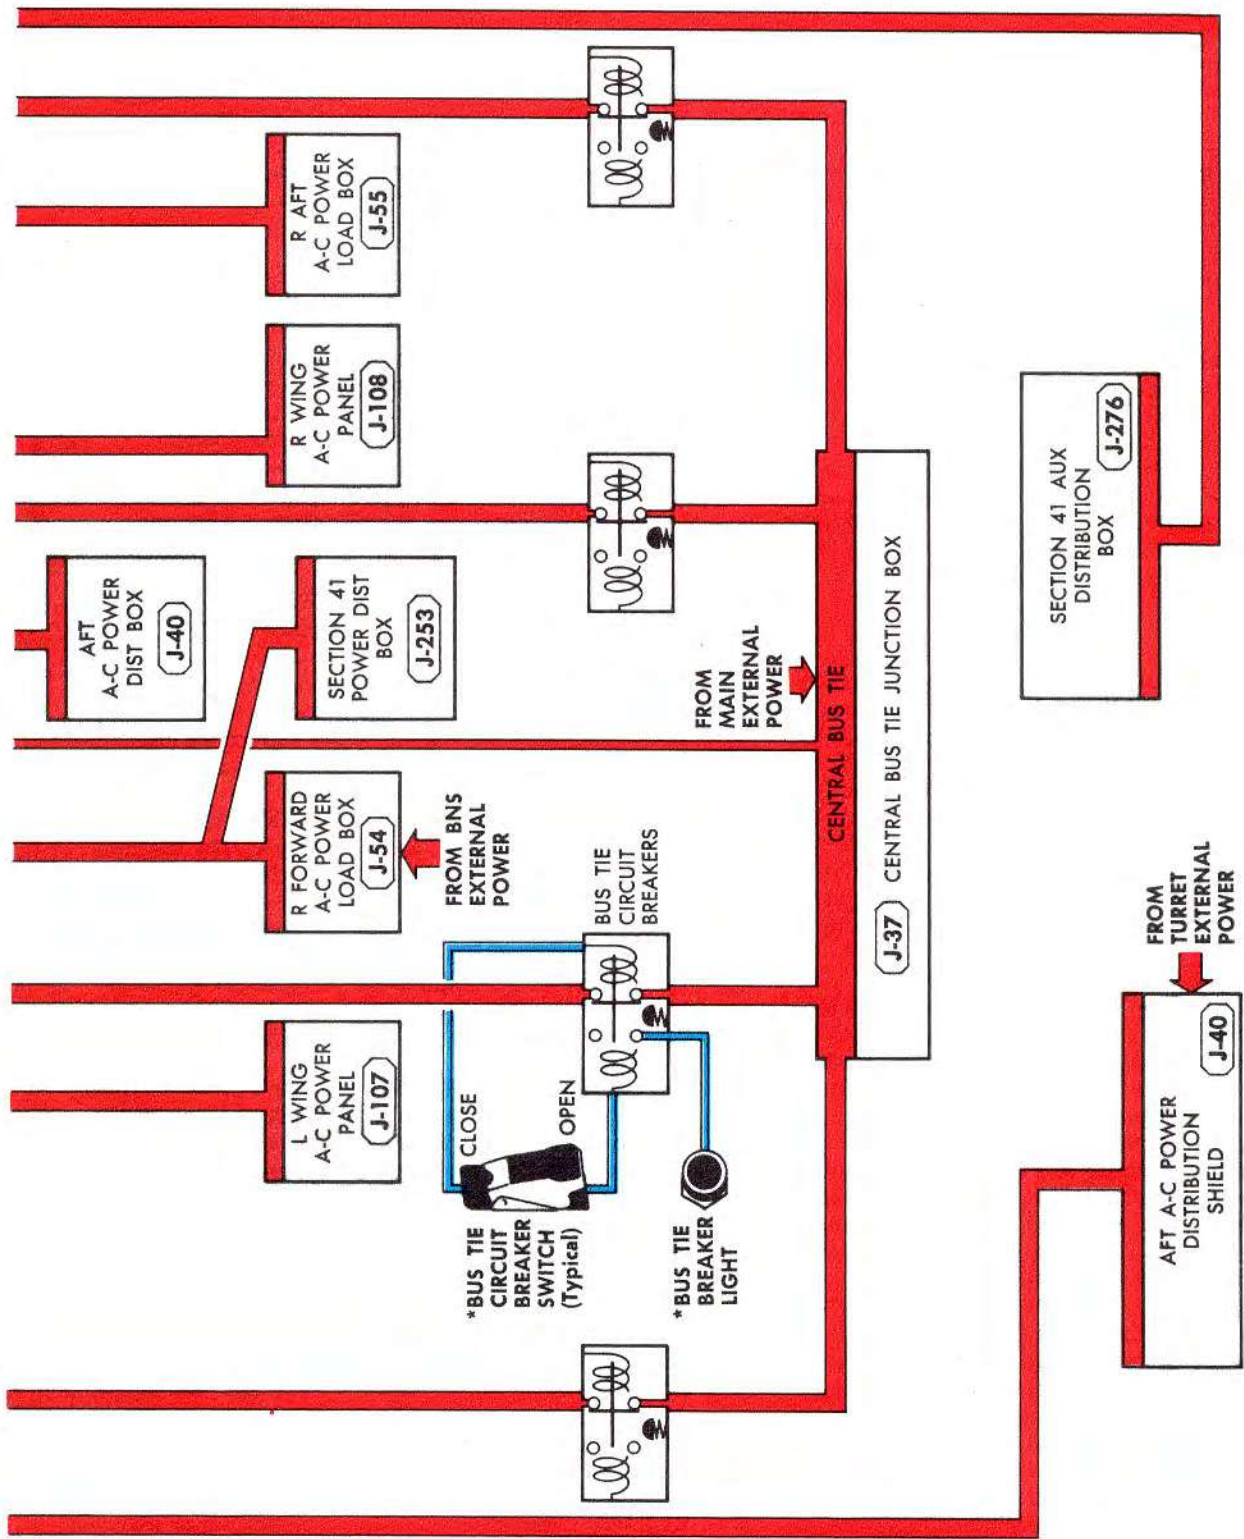 L WING
A-C POWER
PANEL
J-107
R FORWARD
A-C POWER
LOAD BOX
J-54
FROM BNS
EXTERNAL
POWER
AFT
A-C POWER
DIST BOX
J-40
SECTION 41
POWER DIST
BOX
J-253
R WING
A-C POWER
PANEL
J-108
R AFT
A-C POWER
LOAD BOX
J-55
*BUS TIE
CIRCUIT
BREAKER
SWITCH
(Typical)
CLOSE
OPEN
BUS TIE
CIRCUIT
BREAKERS
*BUS TIE
BREAKER
LIGHT
FROM
MAIN
EXTERNAL
POWER
CENTRAL BUS TIE
J-37 CENTRAL BUS TIE JUNCTION BOX
AFT A-C POWER
DISTRIBUTION
SHIELD
J-40
FROM
TURRET
EXTERNAL
POWER
SECTION 41 AUX
DISTRIBUTION
BOX
J-276